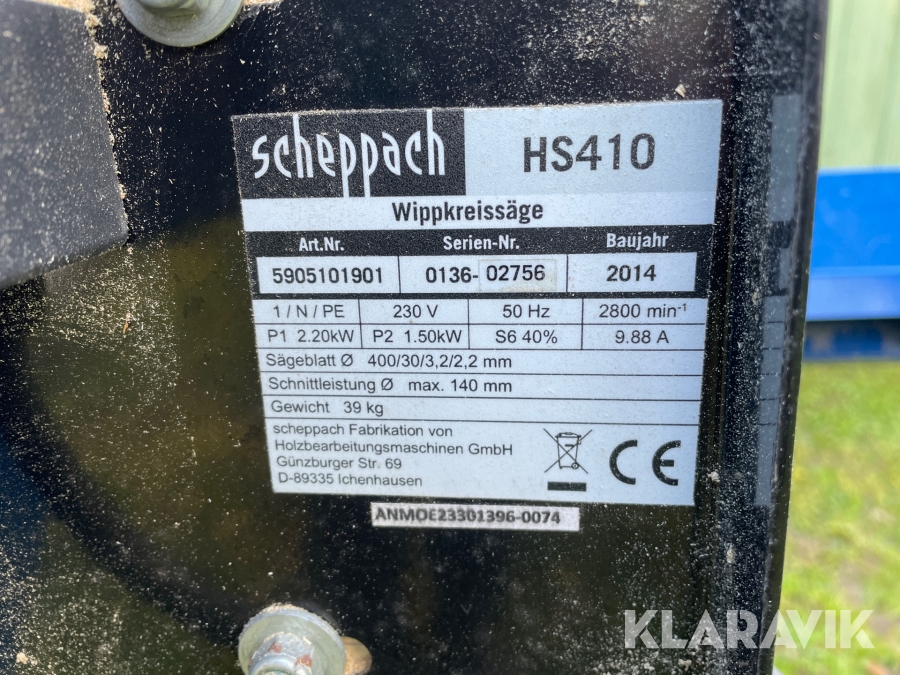 scheppach HS410
Wippkreissäge
Art.Nr. Serien-Nr. Baujahr
5905101901 0136- 02756 2014
1 / N / PE 230 V 50 Hz 2800 min⁻¹
P1 2.20kW P2 1.50kW S6 40% 9.88 A
Sägeblatt Ø 400/30/3,2/2,2 mm
Schnittleistung Ø max. 140 mm
Gewicht 39 kg
scheppach Fabrikation von
Holzbearbeitungsmaschinen GmbH
Günzburger Str. 69
D-89335 Ichenhausen
CE
ANMOE23301396-0074
KLARAVIK